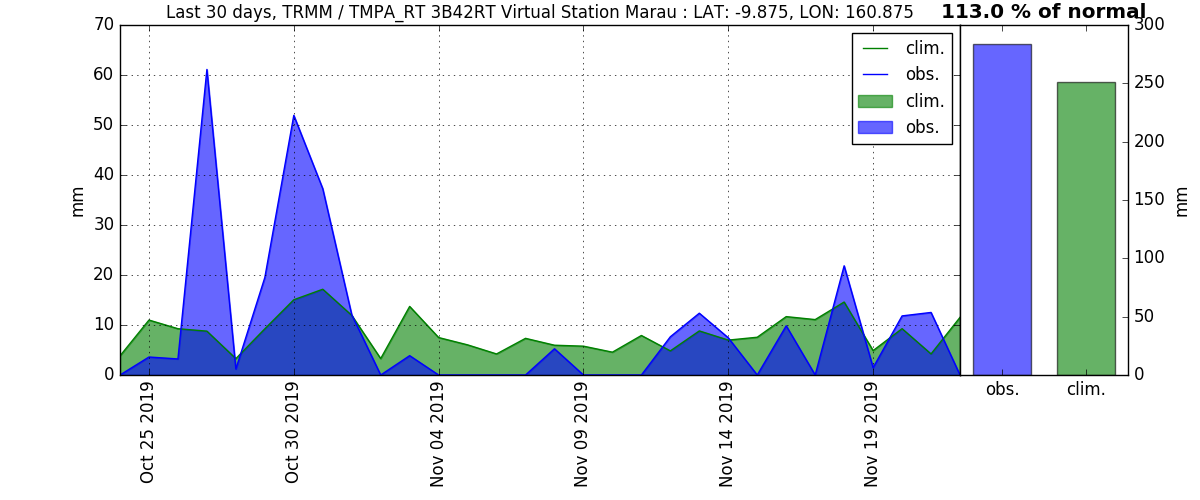 Last 30 days, TRMM / TMPA_RT 3B42RT Virtual Station Marau : LAT: -9.875, LON: 160.875
113.0 % of normal
70
60
50
40
30
20
10
0
mm
clim.
obs.
clim.
obs.
300
250
200
150
100
50
0
mm
Oct 25 2019
Oct 30 2019
Nov 04 2019
Nov 09 2019
Nov 14 2019
Nov 19 2019
obs.
clim.